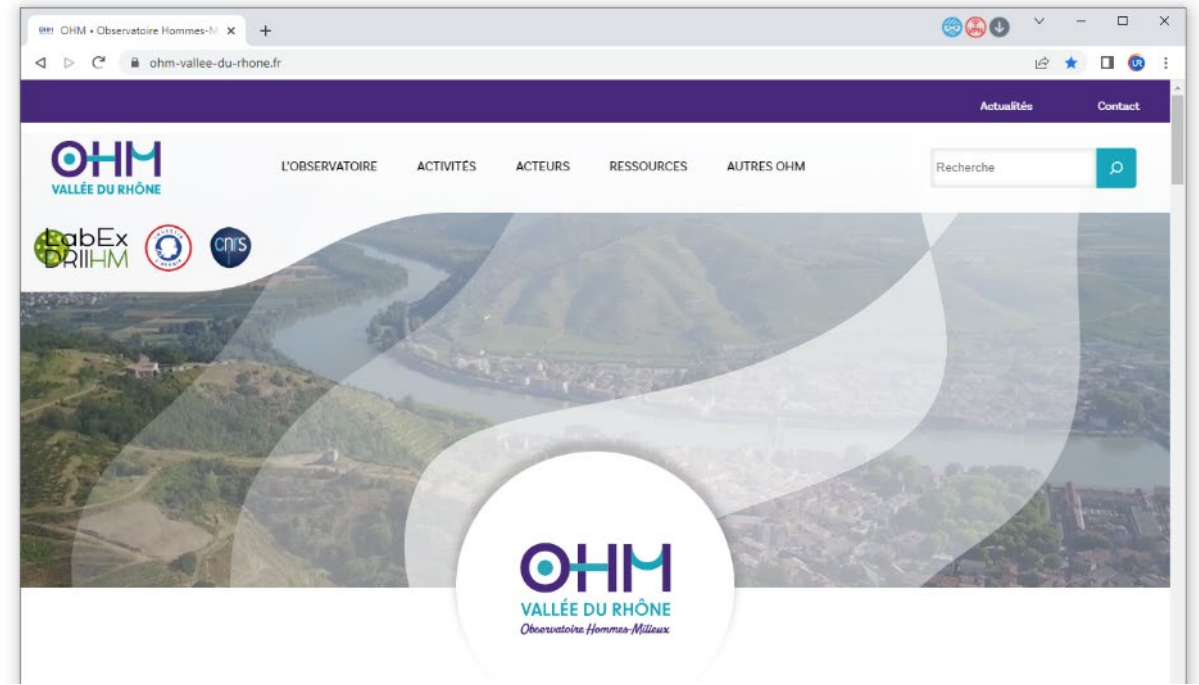 OHM • Observatoire Hommes-M
ohm-vallee-du-rhone.fr
Actualités Contact
OHM
VALLÉE DU RHÔNE
L'OBSERVATOIRE ACTIVITÉS ACTEURS RESSOURCES AUTRES OHM
Recherche
LabEx
DRIIHM
cnrs
OHM
VALLÉE DU RHÔNE
Observatoire Hommes-Milieux